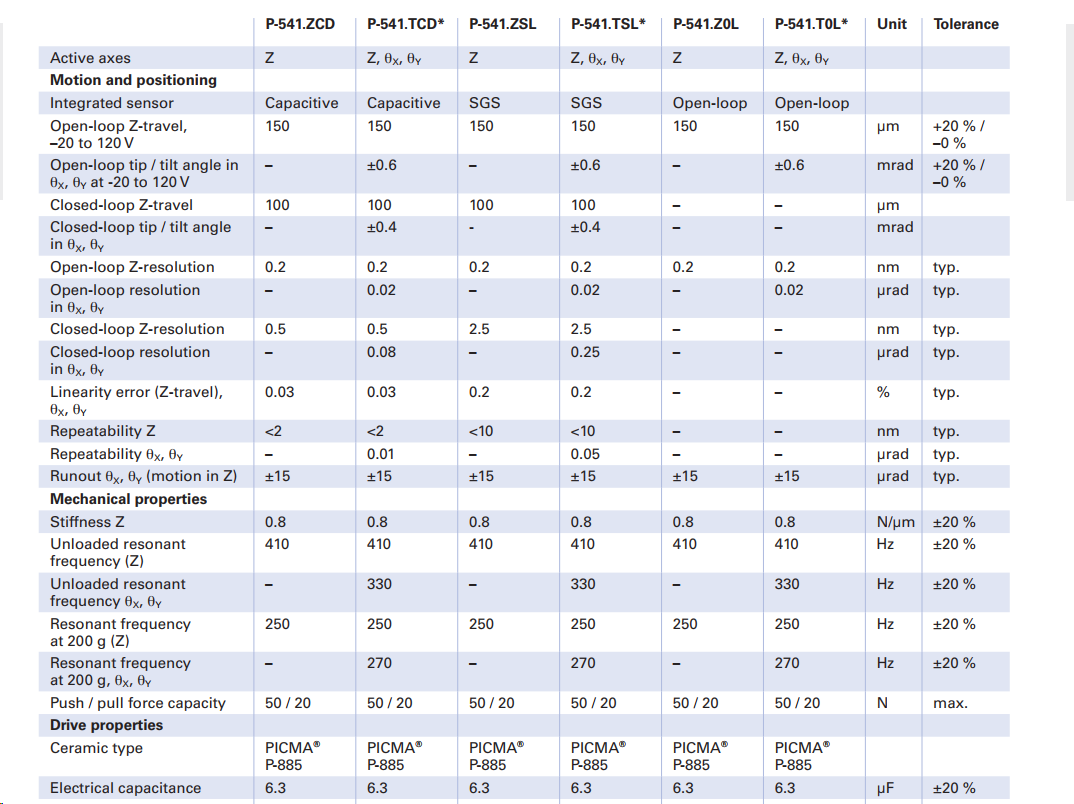 P-541.ZCD P-541.TCD* P-541.ZSL P-541.TSL* P-541.Z0L P-541.T0L* Unit Tolerance
Active axes Z Z, θX, θY Z Z, θX, θY Z Z, θX, θY
Motion and positioning
Integrated sensor Capacitive Capacitive SGS SGS Open-loop Open-loop
Open-loop Z-travel, 150 150 150 150 150 150 µm +20 % /
–20 to 120 V –0 %
Open-loop tip / tilt angle in – ±0.6 – ±0.6 – ±0.6 mrad +20 % /
θX, θY at -20 to 120 V –0 %
Closed-loop Z-travel 100 100 100 100 – – µm
Closed-loop tip / tilt angle – ±0.4 - ±0.4 – – mrad
in θX, θY
Open-loop Z-resolution 0.2 0.2 0.2 0.2 0.2 0.2 nm typ.
Open-loop resolution – 0.02 – 0.02 – 0.02 µrad typ.
in θX, θY
Closed-loop Z-resolution 0.5 0.5 2.5 2.5 – – nm typ.
Closed-loop resolution – 0.08 – 0.25 – – µrad typ.
in θX, θY
Linearity error (Z-travel), 0.03 0.03 0.2 0.2 – – % typ.
θX, θY
Repeatability Z <2 <2 <10 <10 – – nm typ.
Repeatability θX, θY – 0.01 – 0.05 – – µrad typ.
Runout θX, θY (motion in Z) ±15 ±15 ±15 ±15 ±15 ±15 µrad typ.
Mechanical properties
Stiffness Z 0.8 0.8 0.8 0.8 0.8 0.8 N/µm ±20 %
Unloaded resonant 410 410 410 410 410 410 Hz ±20 %
frequency (Z)
Unloaded resonant – 330 – 330 – 330 Hz ±20 %
frequency θX, θY
Resonant frequency 250 250 250 250 250 250 Hz ±20 %
at 200 g (Z)
Resonant frequency – 270 – 270 – 270 Hz ±20 %
at 200 g, θX, θY
Push / pull force capacity 50 / 20 50 / 20 50 / 20 50 / 20 50 / 20 50 / 20 N max.
Drive properties
Ceramic type PICMA® PICMA® PICMA® PICMA® PICMA® PICMA®
P-885 P-885 P-885 P-885 P-885 P-885
Electrical capacitance 6.3 6.3 6.3 6.3 6.3 6.3 µF ±20 %